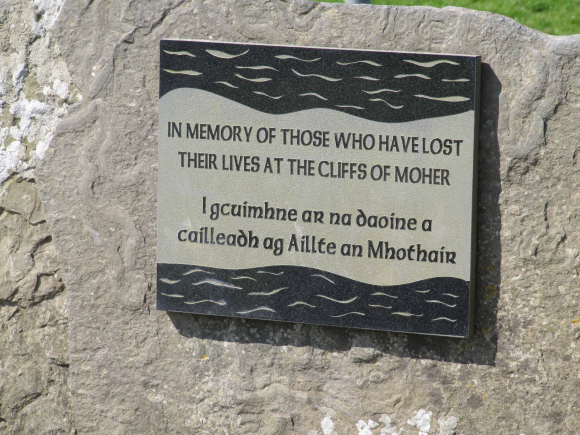 IN MEMORY OF THOSE WHO HAVE LOST
THEIR LIVES AT THE CLIFFS OF MOHER
I gcuimhne ar na daoine a
cailleadh ag Aillte an Mhothair